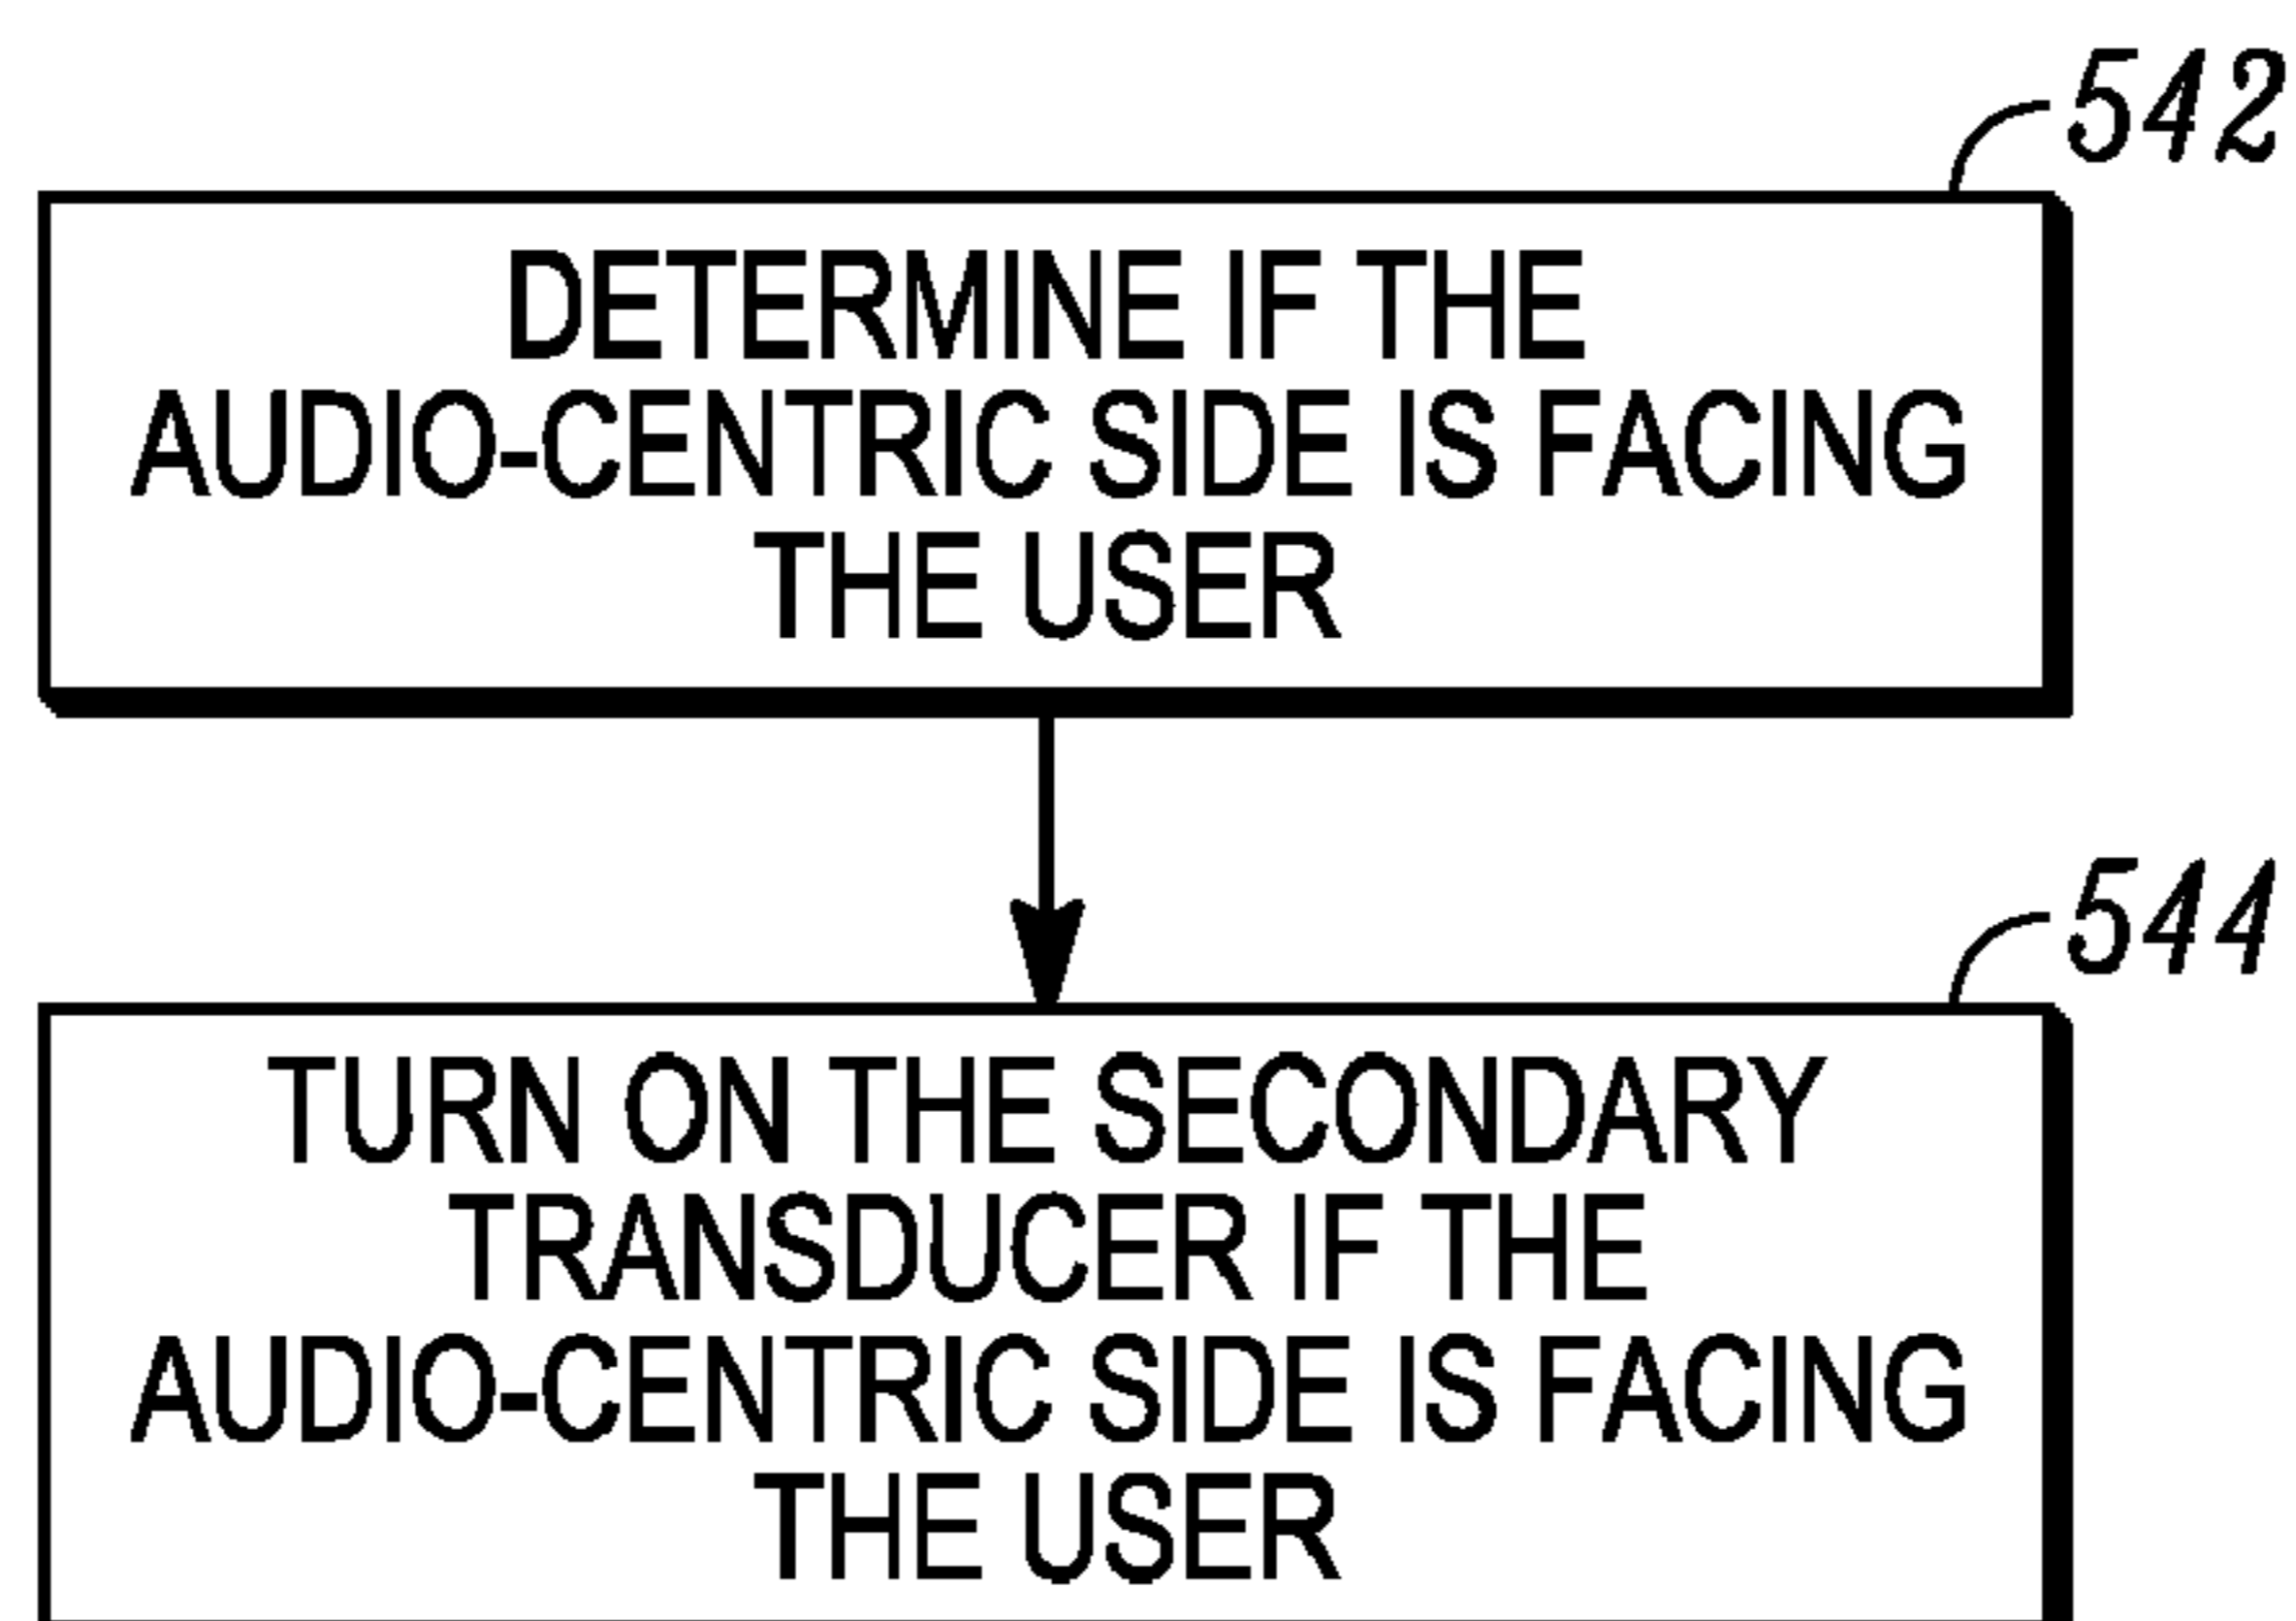 542
DETERMINE IF THE
AUDIO-CENTRIC SIDE IS FACING
THE USER
544
TURN ON THE SECONDARY
TRANSDUCER IF THE
AUDIO-CENTRIC SIDE IS FACING
THE USER